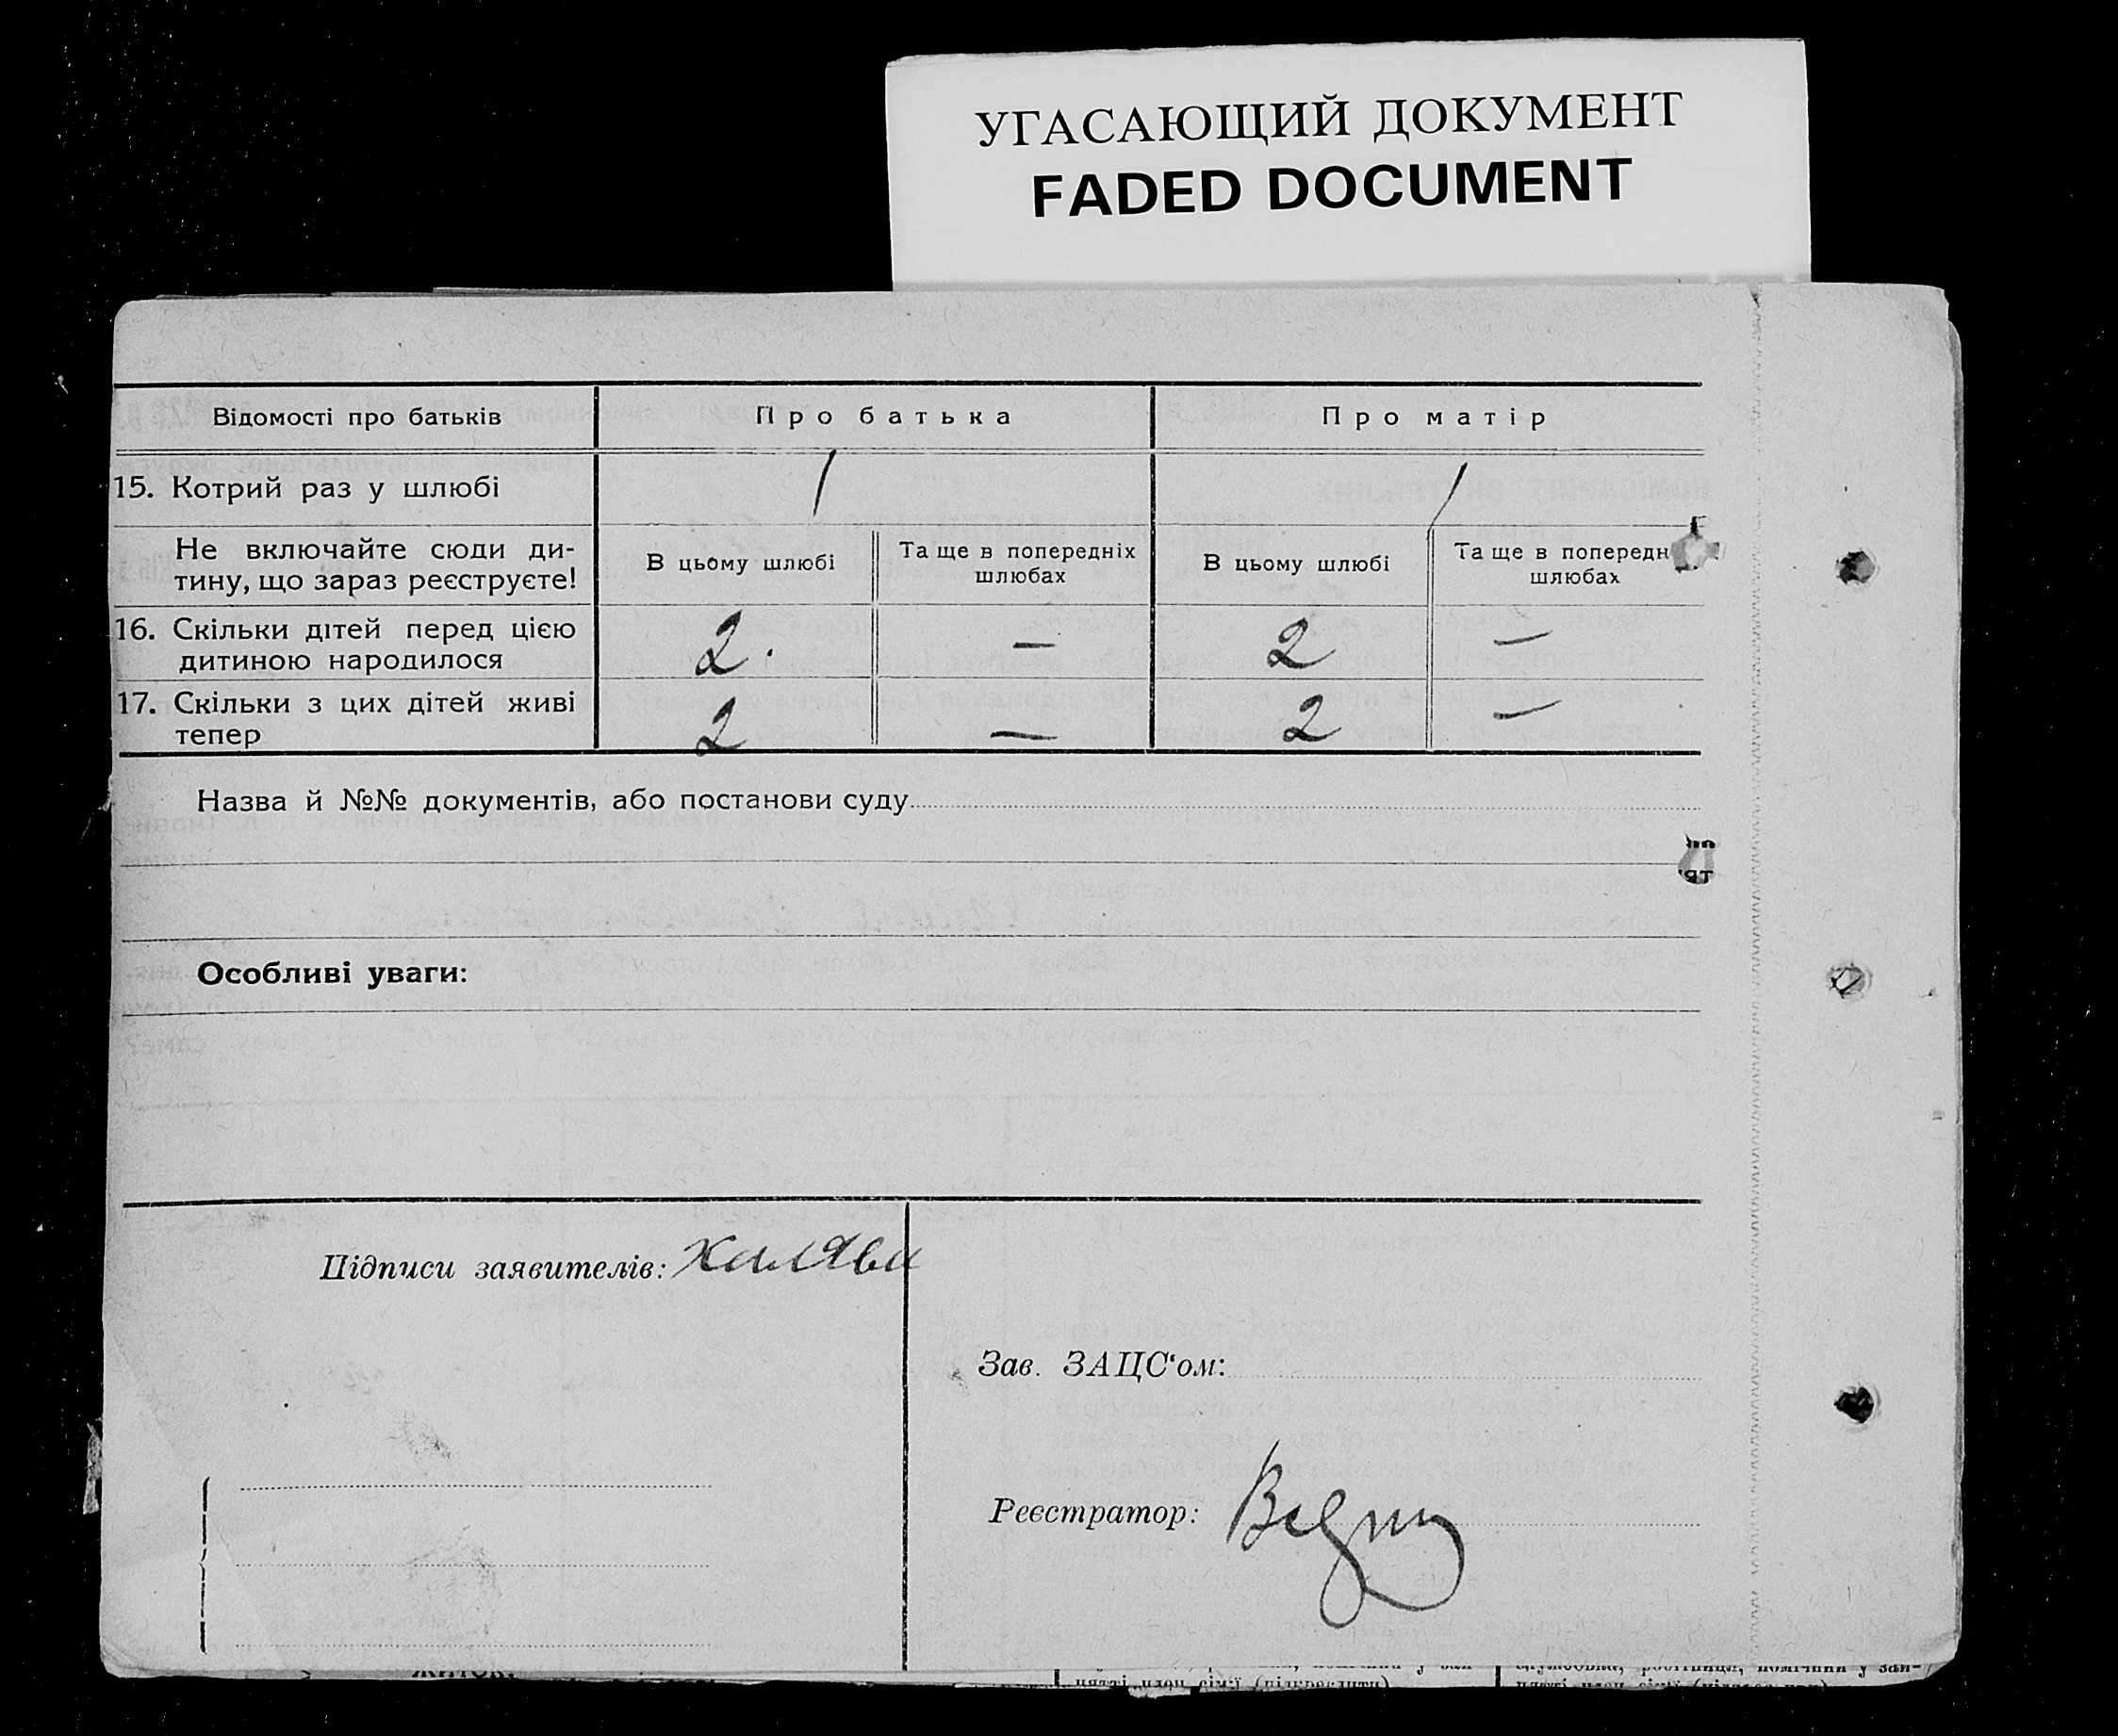 УГАСАЮЩИЙ ДОКУМЕНТ
FADED DOCUMENT
Відомості про батьків
Про батька
Про матір
15. Котрий раз у шлюбі
1
1
Не включайте сюди ди-
тину, що зараз реєструєте!
В цьому шлюбі
Та ще в попередніх
шлюбах
В цьому шлюбі
Та ще в попередн
шлюбах
16. Скільки дітей перед цією
дитиною народилося
2.
—
2
—
17. Скільки з цих дітей живі
тепер
2
—
2
—
Назва й №№ документів, або постанови суду
Особливі уваги:
Підписи заявителів:
Зав. ЗАЦС‘ом:
Реєстратор: